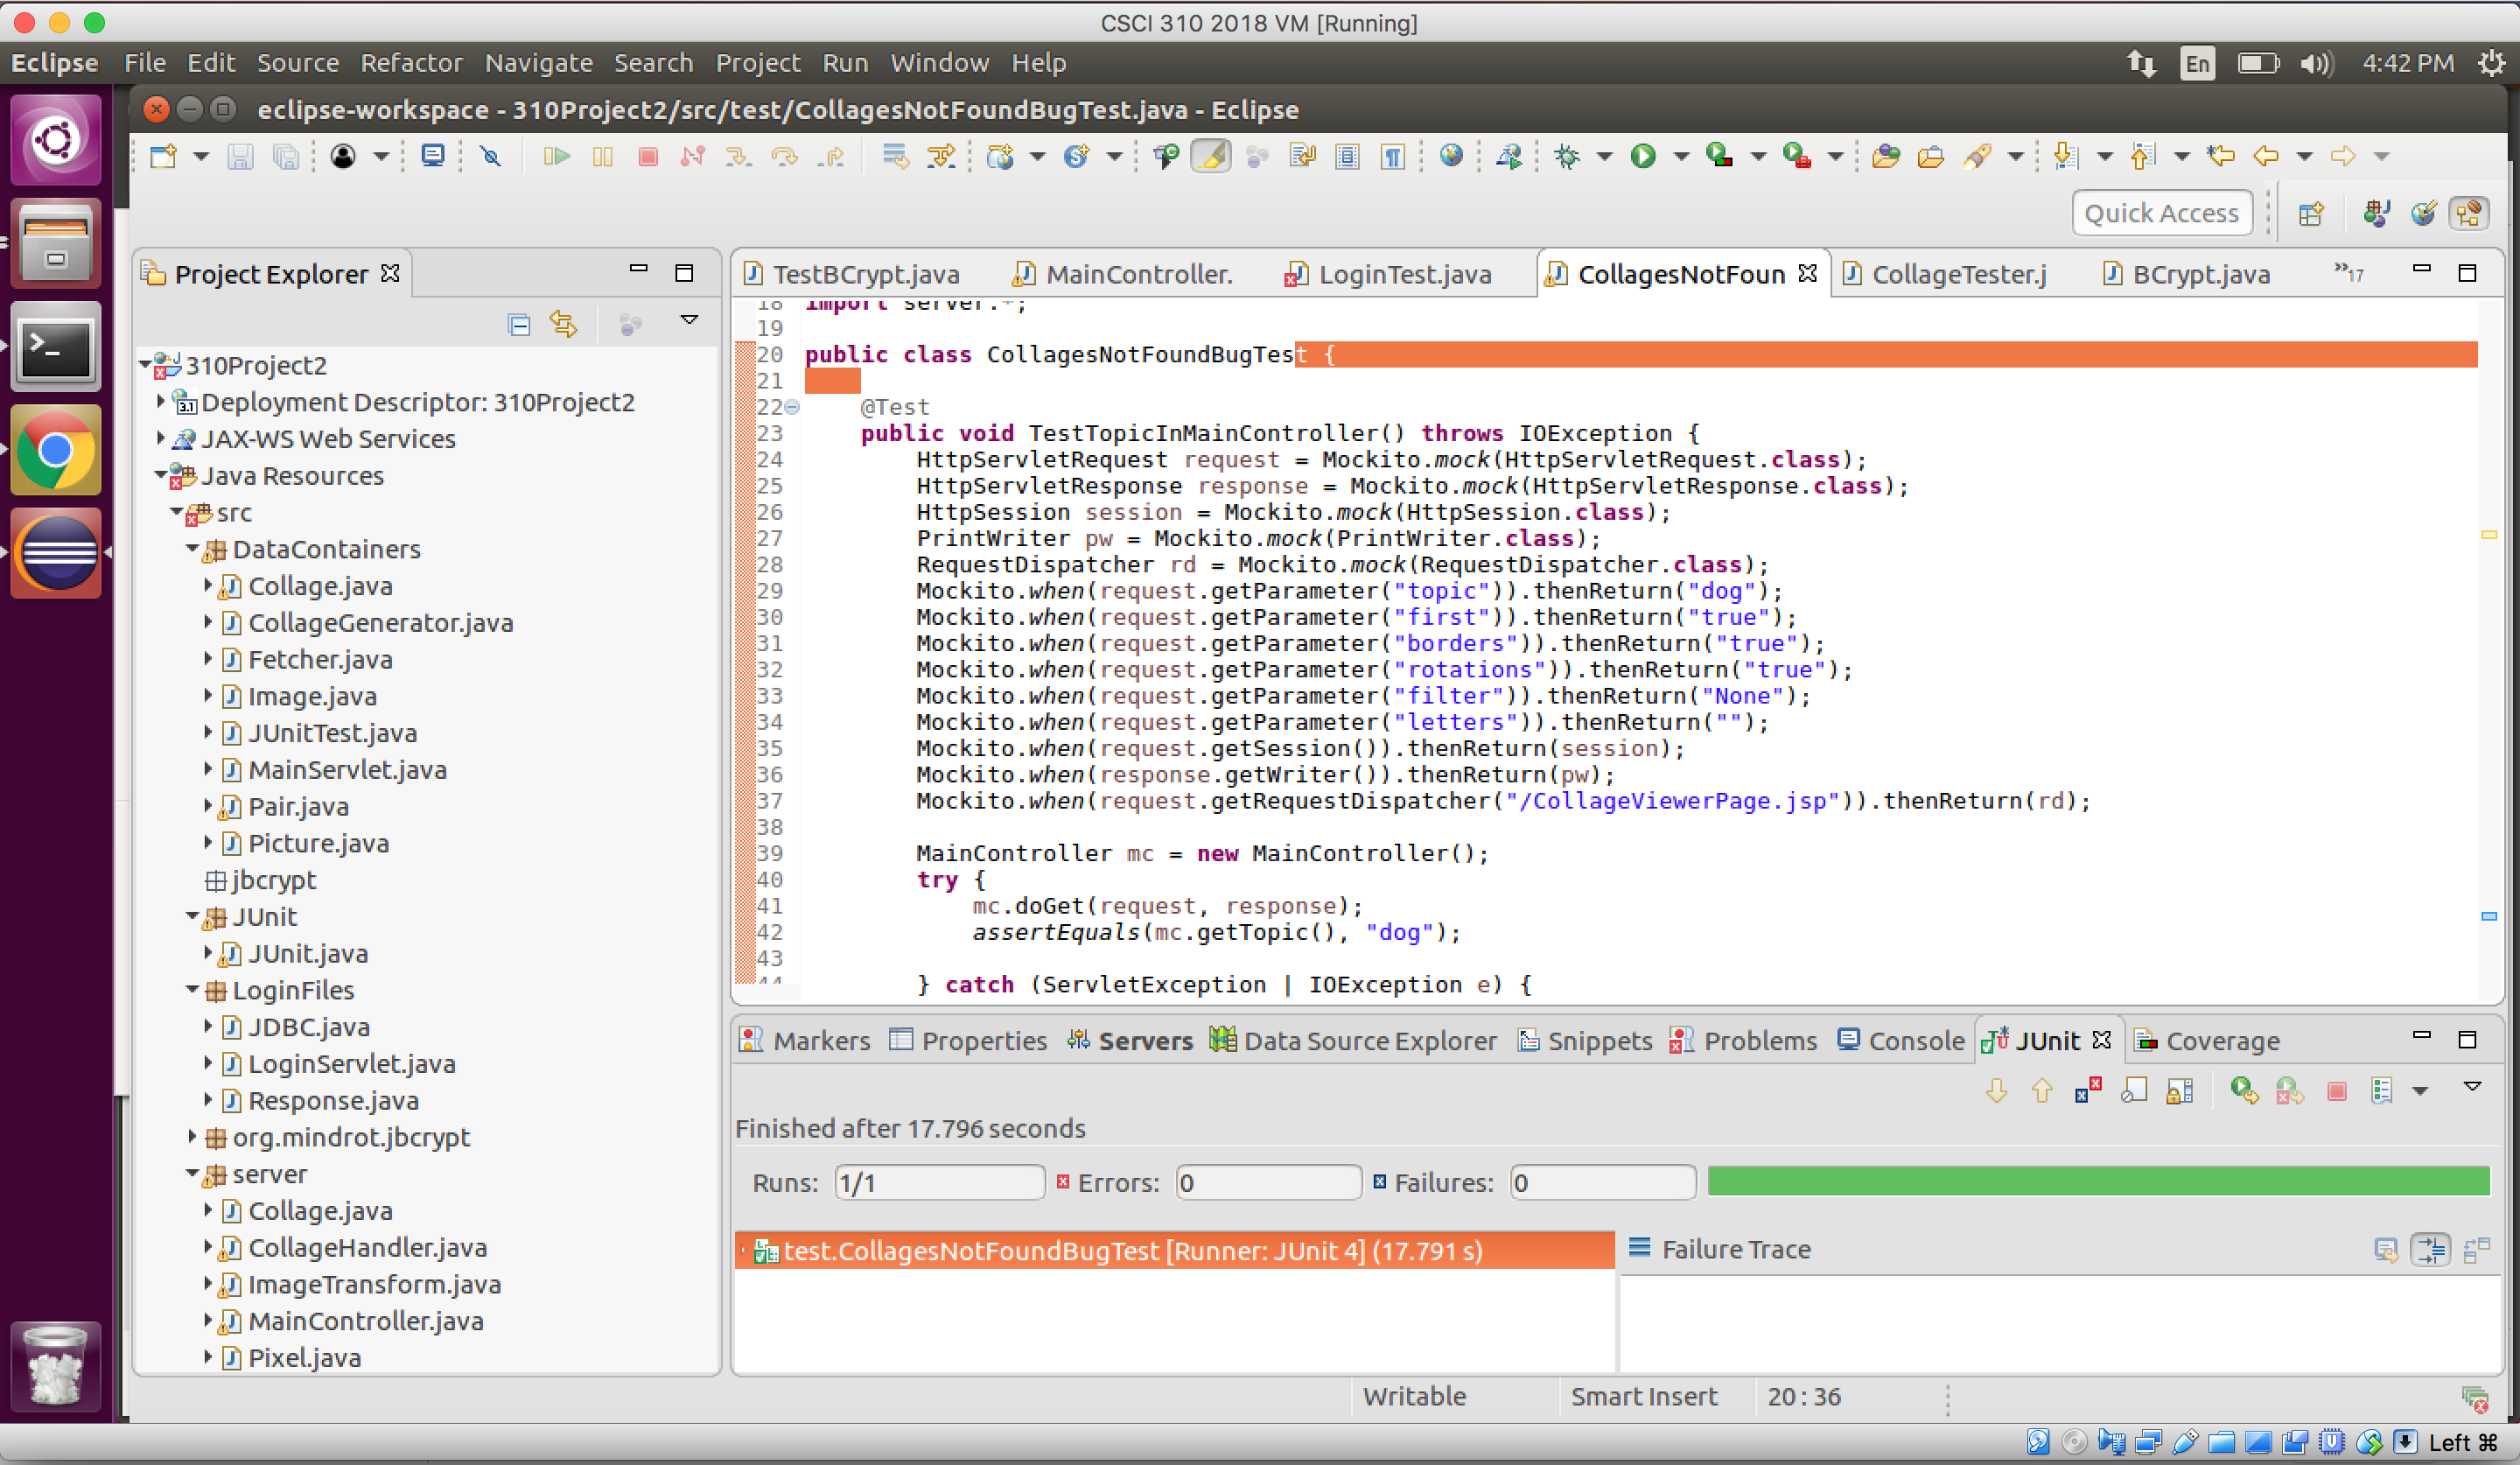 CSCI 310 2018 VM [Running]
Eclipse File Edit Source Refactor Navigate Search Project Run Window Help En 4:42 PM
eclipse-workspace - 310Project2/src/test/CollagesNotFoundBugTest.java - Eclipse
Quick Access
Project Explorer
310Project2
Deployment Descriptor: 310Project2
JAX-WS Web Services
Java Resources
src
DataContainers
Collage.java
CollageGenerator.java
Fetcher.java
Image.java
JUnitTest.java
MainServlet.java
Pair.java
Picture.java
jbcrypt
JUnit
JUnit.java
LoginFiles
JDBC.java
LoginServlet.java
Response.java
org.mindrot.jbcrypt
server
Collage.java
CollageHandler.java
ImageTransform.java
MainController.java
Pixel.java
TestBCrypt.java MainController. LoginTest.java CollagesNotFoun CollageTester.j BCrypt.java »17
18 import server.*;
19
20 public class CollagesNotFoundBugTest {
21
22 @Test
23 public void TestTopicInMainController() throws IOException {
24 HttpServletRequest request = Mockito.mock(HttpServletRequest.class);
25 HttpServletResponse response = Mockito.mock(HttpServletResponse.class);
26 HttpSession session = Mockito.mock(HttpSession.class);
27 PrintWriter pw = Mockito.mock(PrintWriter.class);
28 RequestDispatcher rd = Mockito.mock(RequestDispatcher.class);
29 Mockito.when(request.getParameter("topic")).thenReturn("dog");
30 Mockito.when(request.getParameter("first")).thenReturn("true");
31 Mockito.when(request.getParameter("borders")).thenReturn("true");
32 Mockito.when(request.getParameter("rotations")).thenReturn("true");
33 Mockito.when(request.getParameter("filter")).thenReturn("None");
34 Mockito.when(request.getParameter("letters")).thenReturn("");
35 Mockito.when(request.getSession()).thenReturn(session);
36 Mockito.when(response.getWriter()).thenReturn(pw);
37 Mockito.when(request.getRequestDispatcher("/CollageViewerPage.jsp")).thenReturn(rd);
38
39 MainController mc = new MainController();
40 try {
41 mc.doGet(request, response);
42 assertEquals(mc.getTopic(), "dog");
43
44 } catch (ServletException | IOException e) {
Markers Properties Servers Data Source Explorer Snippets Problems Console JUnit Coverage
Finished after 17.796 seconds
Runs: 1/1 Errors: 0 Failures: 0
test.CollagesNotFoundBugTest [Runner: JUnit 4] (17.791 s)
Failure Trace
Writable Smart Insert 20 : 36
Left ⌘